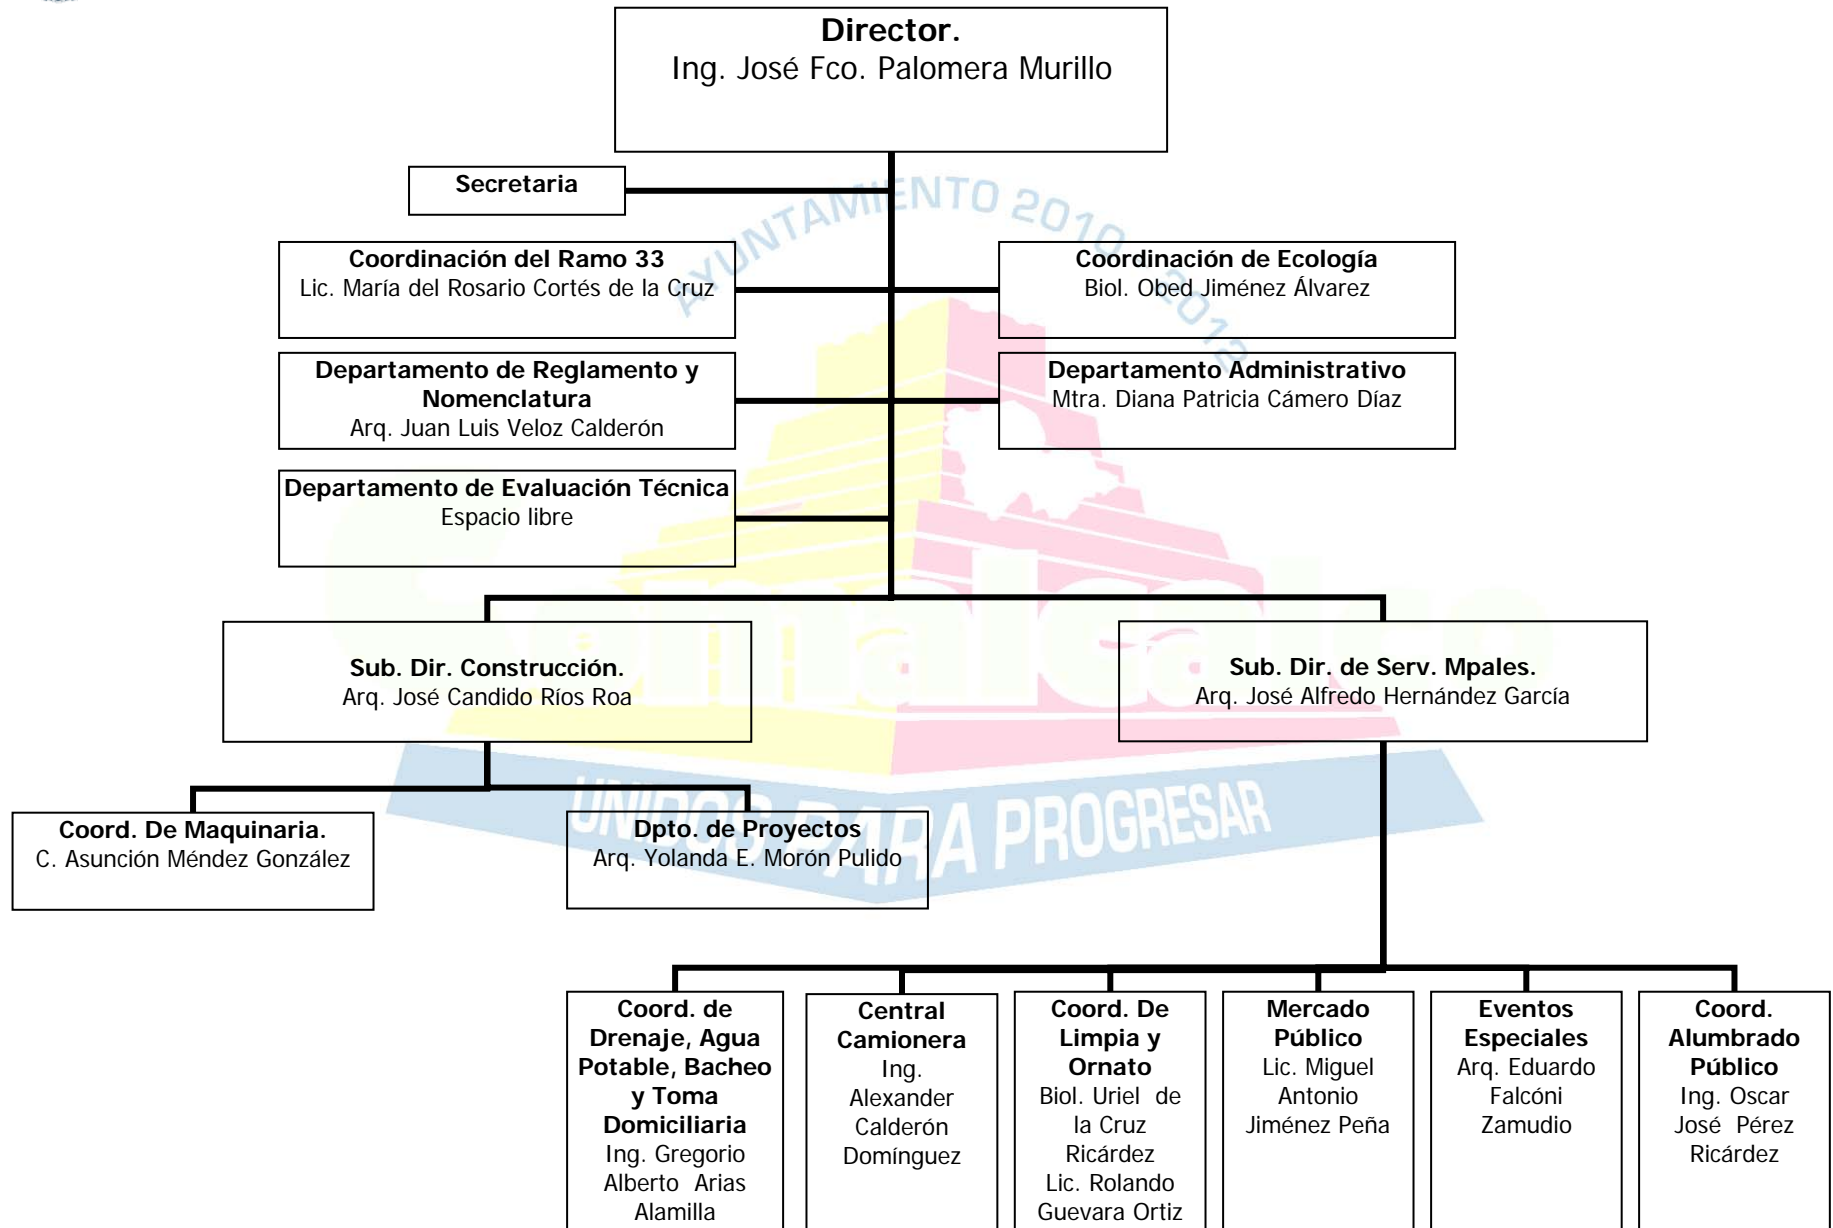 Director.
Ing. José Fco. Palomera Murillo
Secretaria
AYUNTAMIENTO 2010 2012
Coordinación del Ramo 33
Lic. María del Rosario Cortés de la Cruz
Coordinación de Ecología
Biol. Obed Jiménez Álvarez
Departamento de Reglamento y
Nomenclatura
Arq. Juan Luis Veloz Calderón
Departamento Administrativo
Mtra. Diana Patricia Cámero Díaz
Departamento de Evaluación Técnica
Espacio libre
Comalcalco
Sub. Dir. Construcción.
Arq. José Candido Ríos Roa
Sub. Dir. de Serv. Mpales.
Arq. José Alfredo Hernández García
UNIDOS PARA PROGRESAR
Coord. De Maquinaria.
C. Asunción Méndez González
Dpto. de Proyectos
Arq. Yolanda E. Morón Pulido
Coord. de
Drenaje, Agua
Potable, Bacheo
y Toma
Domiciliaria
Ing. Gregorio
Alberto Arias
Alamilla
Central
Camionera
Ing.
Alexander
Calderón
Domínguez
Coord. De
Limpia y
Ornato
Biol. Uriel de
la Cruz
Ricárdez
Lic. Rolando
Guevara Ortiz
Mercado
Público
Lic. Miguel
Antonio
Jiménez Peña
Eventos
Especiales
Arq. Eduardo
Falcóni
Zamudio
Coord.
Alumbrado
Público
Ing. Oscar
José Pérez
Ricárdez